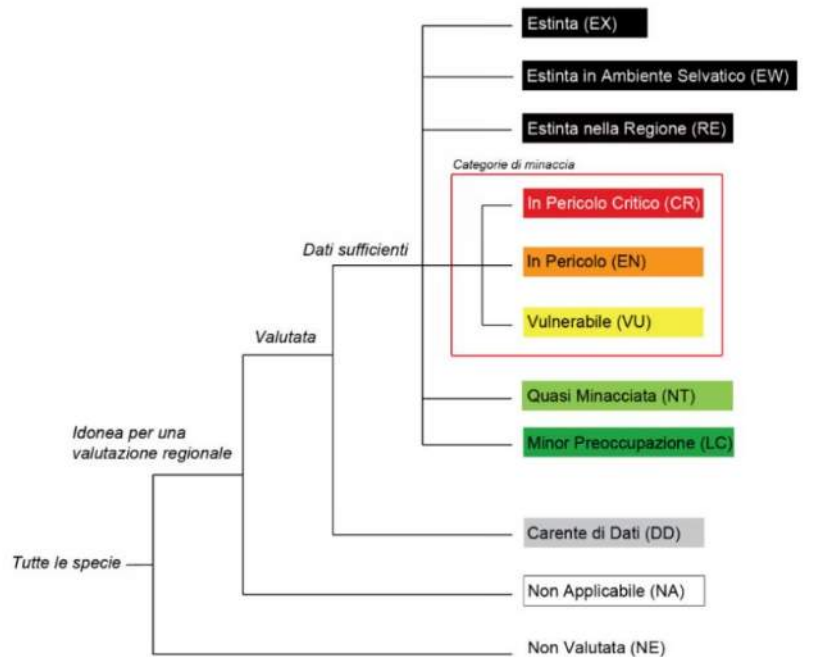 Estinta (EX)
Estinta in Ambiente Selvatico (EW)
Estinta nella Regione (RE)
Categorie di minaccia
In Pericolo Critico (CR)
Dati sufficienti
In Pericolo (EN)
Valutata
Vulnerabile (VU)
Quasi Minacciata (NT)
Idonea per una
valutazione regionale
Minor Preoccupazione (LC)
Carente di Dati (DD)
Tutte le specie
Non Applicabile (NA)
Non Valutata (NE)